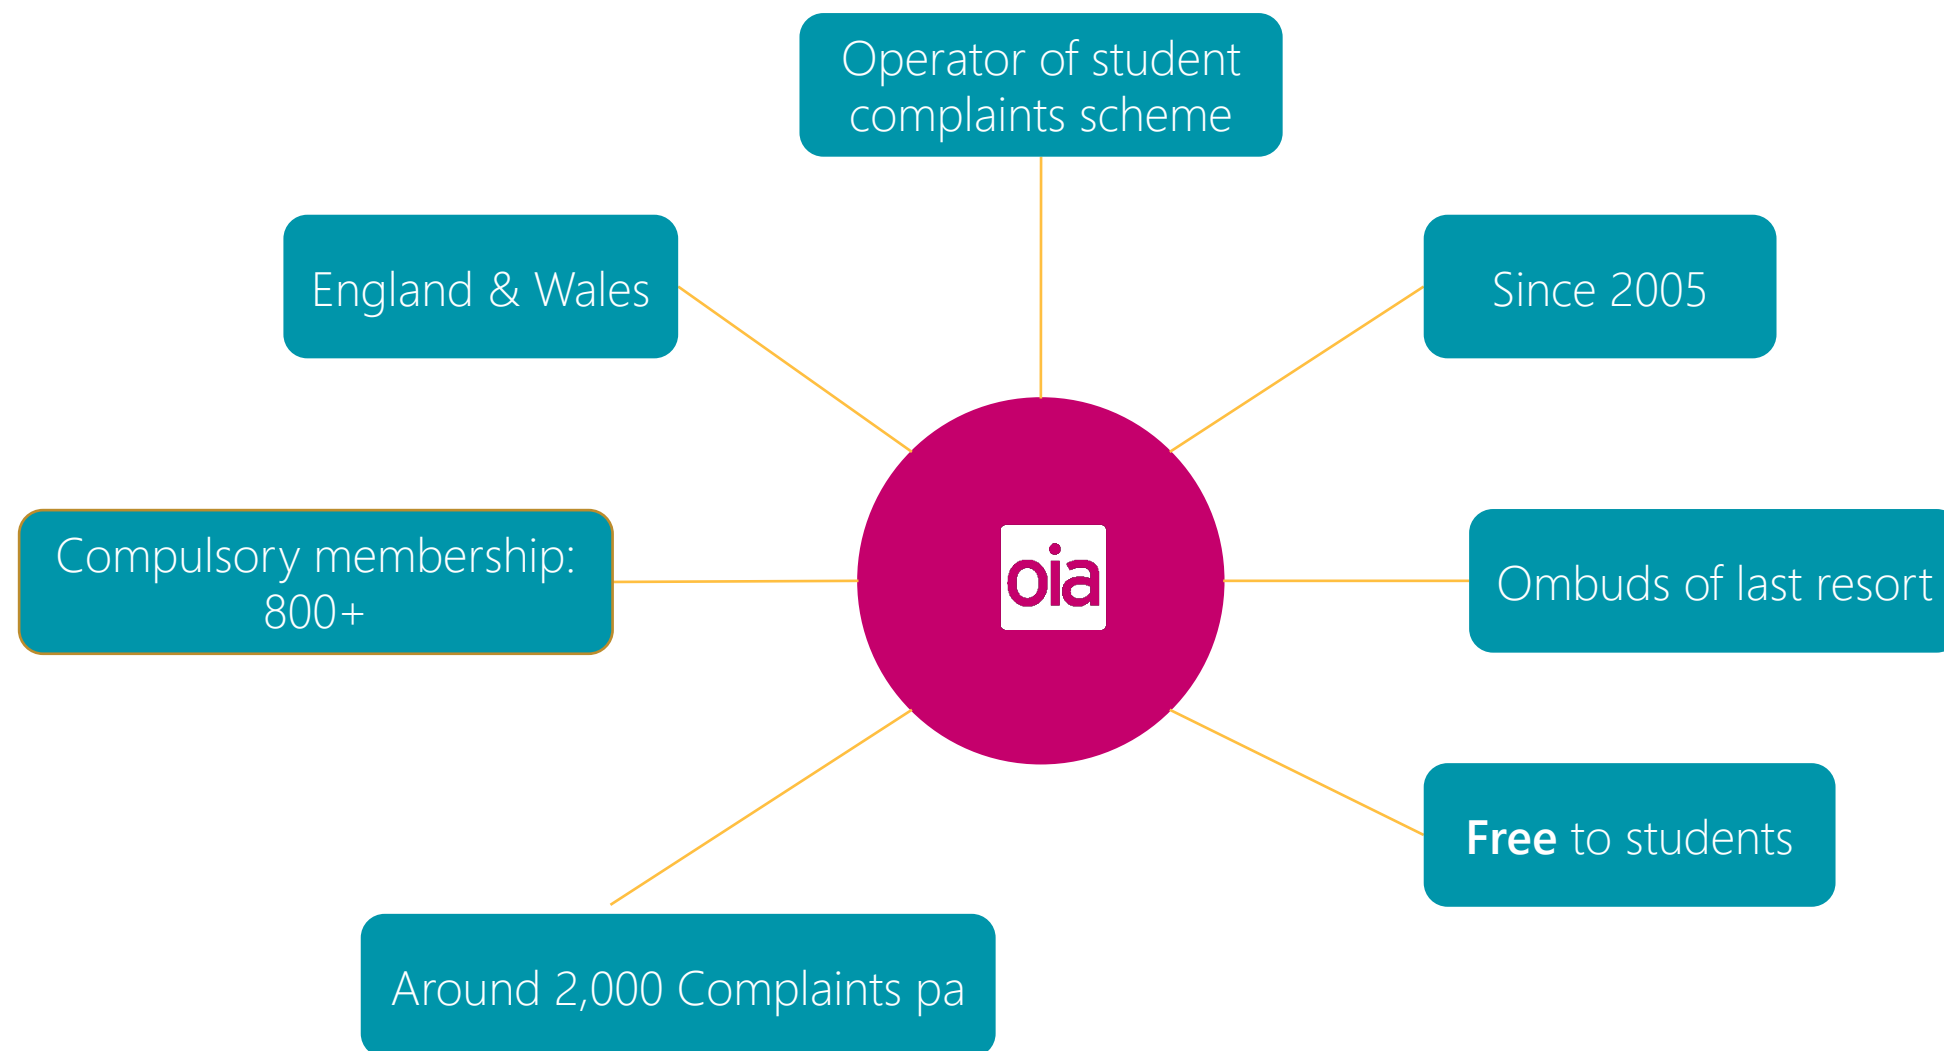 Operator of student
complaints scheme
England & Wales
Since 2005
Compulsory membership:
800+
oia
Ombuds of last resort
Free to students
Around 2,000 Complaints pa